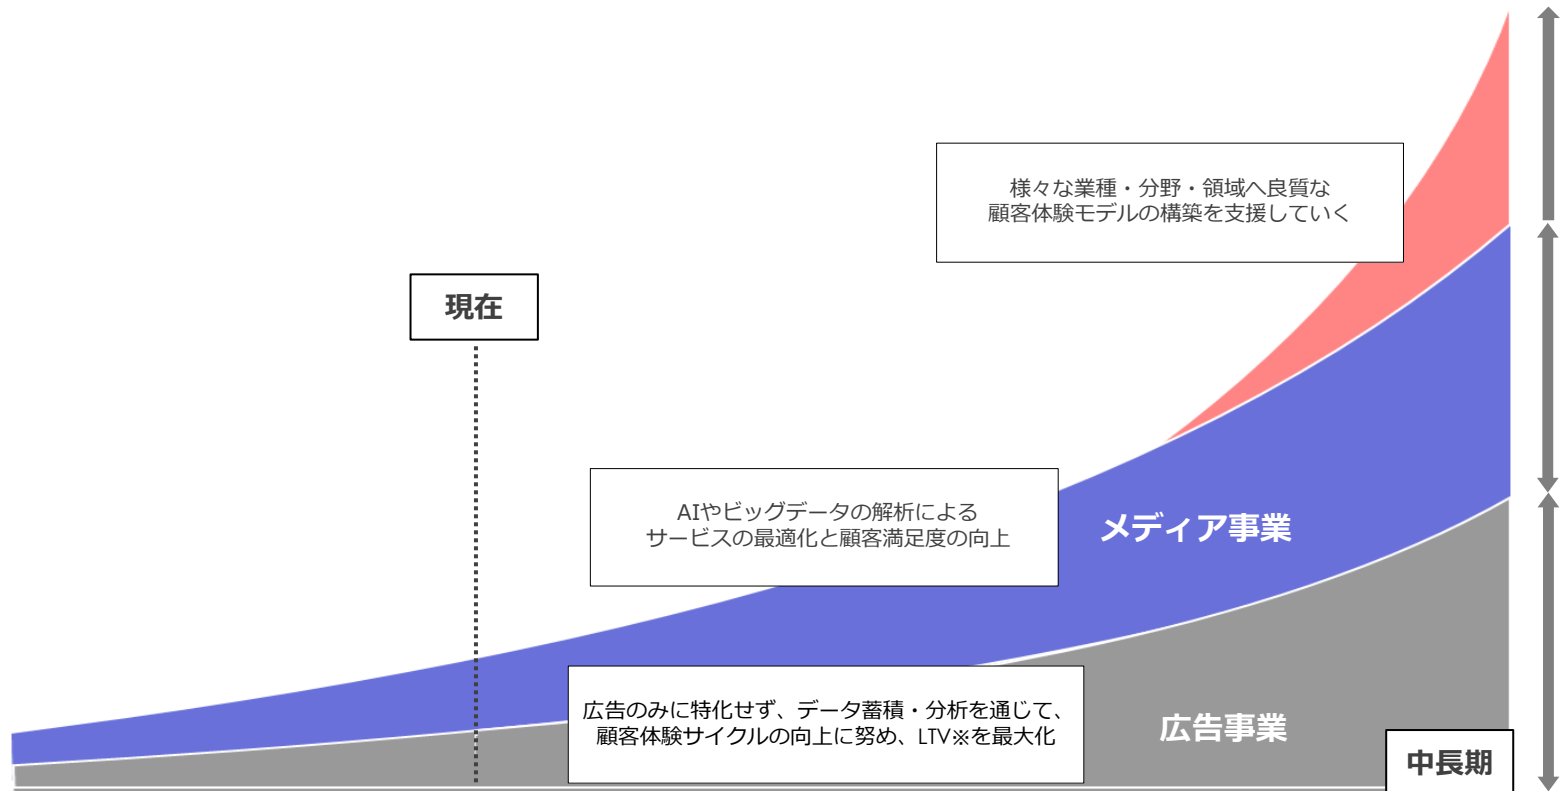 様々な業種・分野・領域へ良質な
顧客体験モデルの構築を支援していく
現在
AIやビッグデータの解析による
サービスの最適化と顧客満足度の向上
メディア事業
広告のみに特化せず、データ蓄積・分析を通じて、
顧客体験サイクルの向上に努め、LTV※を最大化
広告事業
中長期